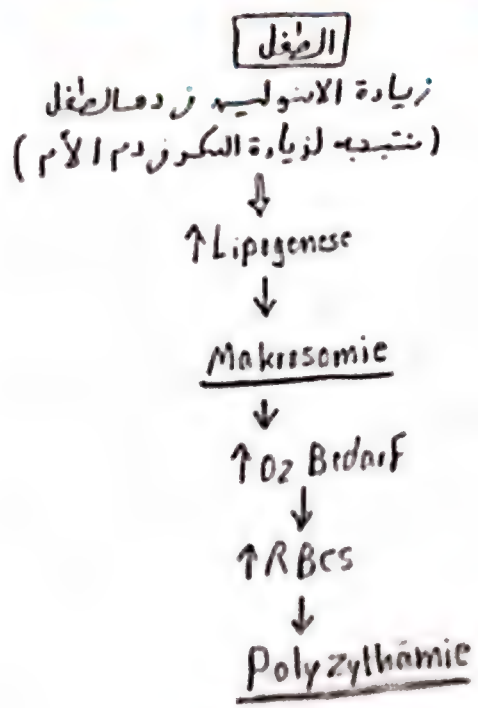 الطفل
زيادة الانسولين في دم الطفل
(نتيجة لزيادة السكر في دم الأم)
⇓
↑ Lipogenese
↓
Makrosomie
↓
↑ O2 Bedarf
↓
↑ RBCs
↓
Polyzythämie